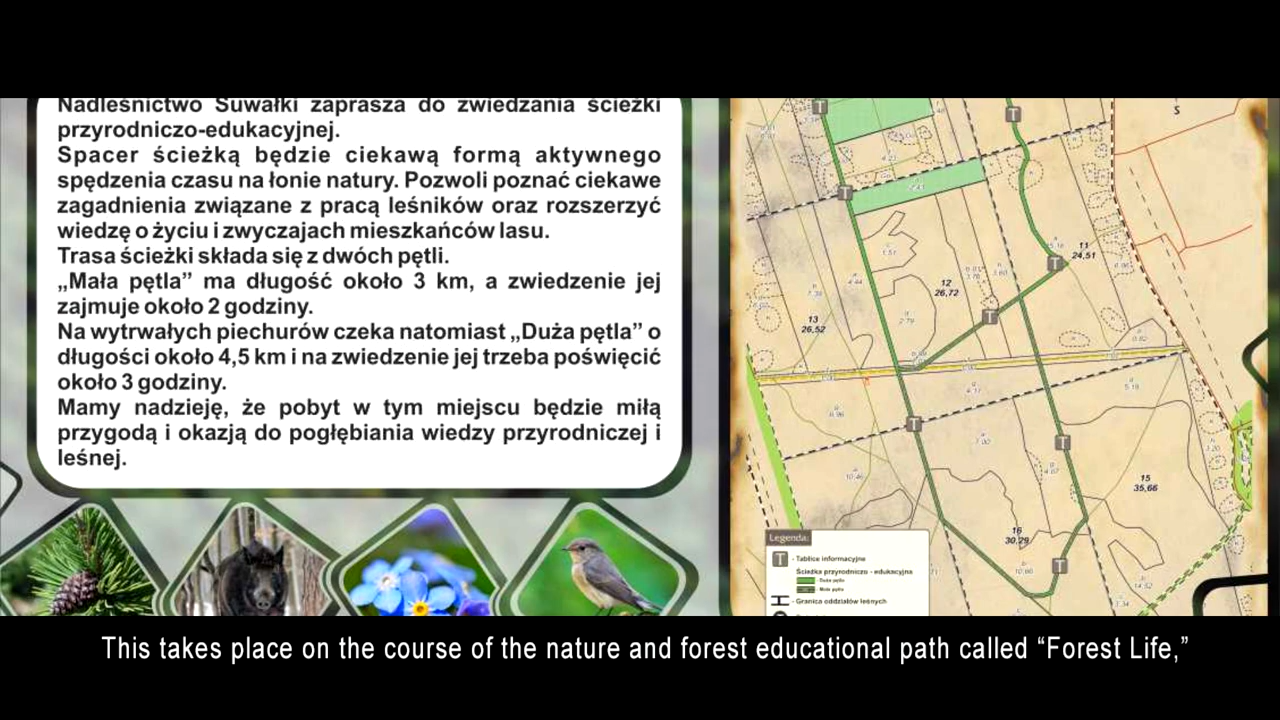 Nadleśnictwo Suwałki zaprasza do zwiedzania ścieżki
przyrodniczo-edukacyjnej.
Spacer ścieżką będzie ciekawą formą aktywnego
spędzenia czasu na łonie natury. Pozwoli poznać ciekawe
zagadnienia związane z pracą leśników oraz rozszerzyć
wiedzę o życiu i zwyczajach mieszkańców lasu.
Trasa ścieżki składa się z dwóch pętli.
„Mała pętla” ma długość około 3 km, a zwiedzenie jej
zajmuje około 2 godziny.
Na wytrwałych piechurów czeka natomiast „Duża pętla” o
długości około 4,5 km i na zwiedzenie jej trzeba poświęcić
około 3 godziny.
Mamy nadzieję, że pobyt w tym miejscu będzie miłą
przygodą i okazją do pogłębiania wiedzy przyrodniczej i
leśnej.
S
T
T
T
11
24,51
T
12
26,72
T
13
26,52
T
T
15
35,66
16
30,29
T
Legenda:
T - Tablice informacyjne
Ścieżka przyrodniczo - edukacyjna
Duża pętla
Mała pętla
- Granica oddziałów leśnych
This takes place on the course of the nature and forest educational path called “Forest Life,”